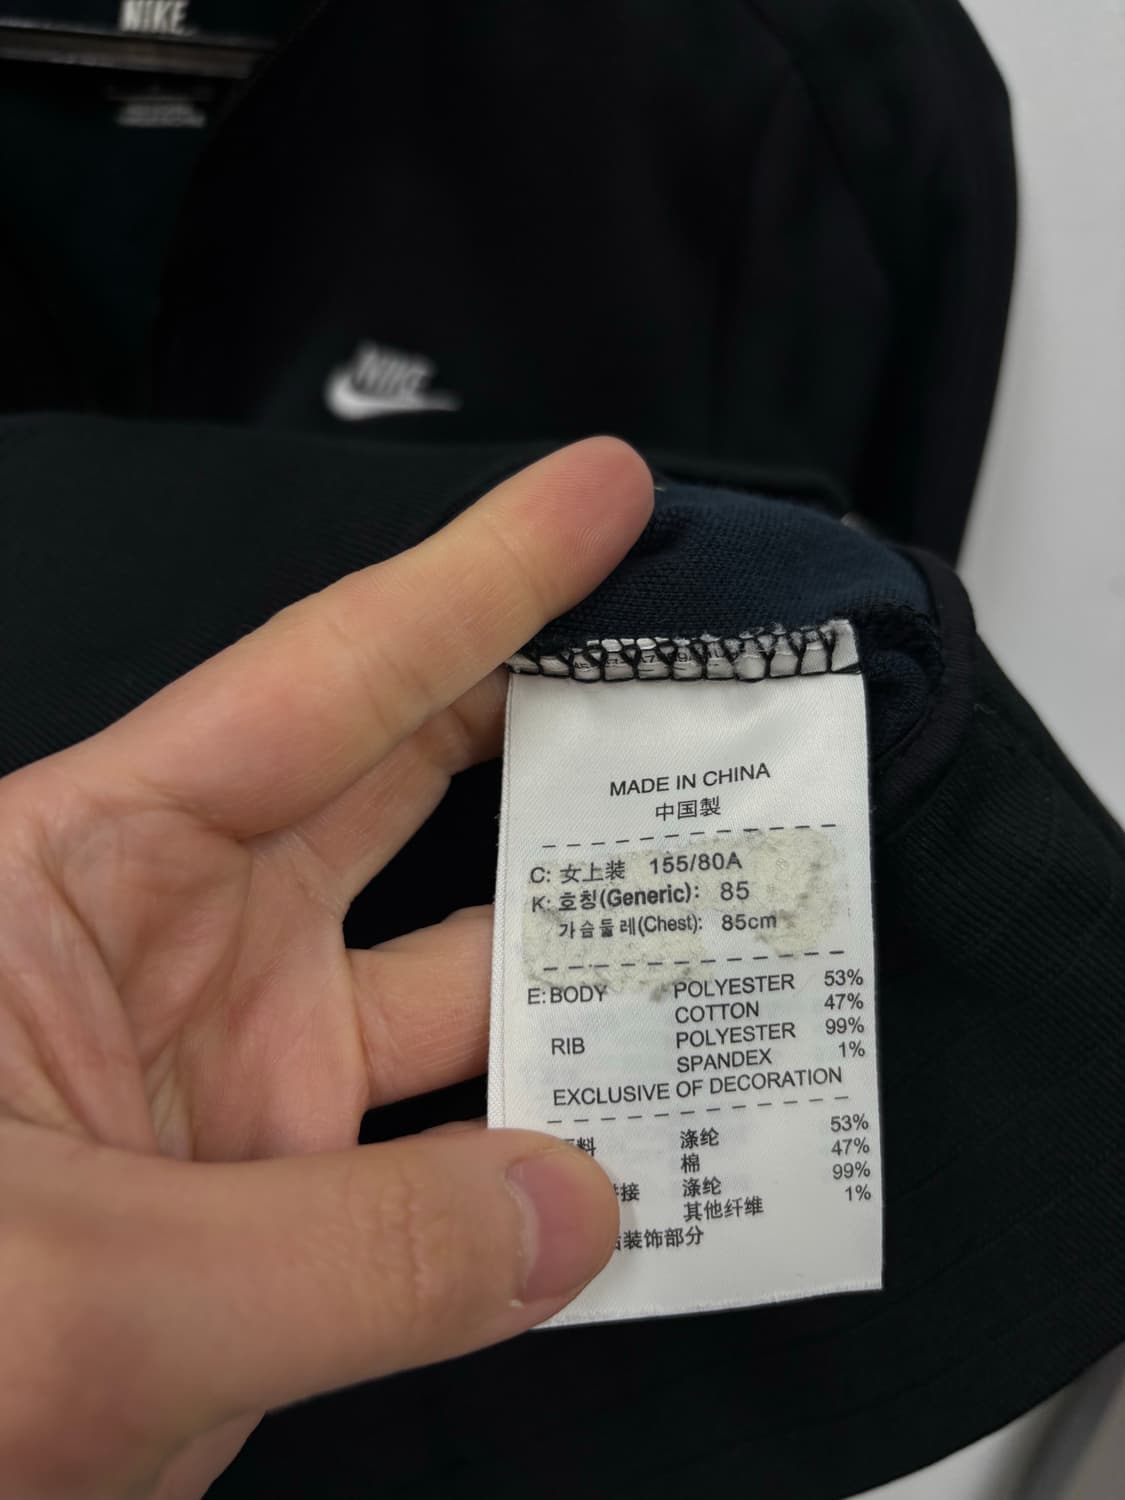 NIKE
NIKE
MADE IN CHINA
中国製
C: 女上装 155/80A
K: 호칭(Generic): 85
가슴둘레(Chest): 85cm
E: BODY POLYESTER 53%
COTTON 47%
RIB POLYESTER 99%
SPANDEX 1%
EXCLUSIVE OF DECORATION
料 涤纶 53%
棉 47%
接 涤纶 99%
其他纤维 1%
装饰部分